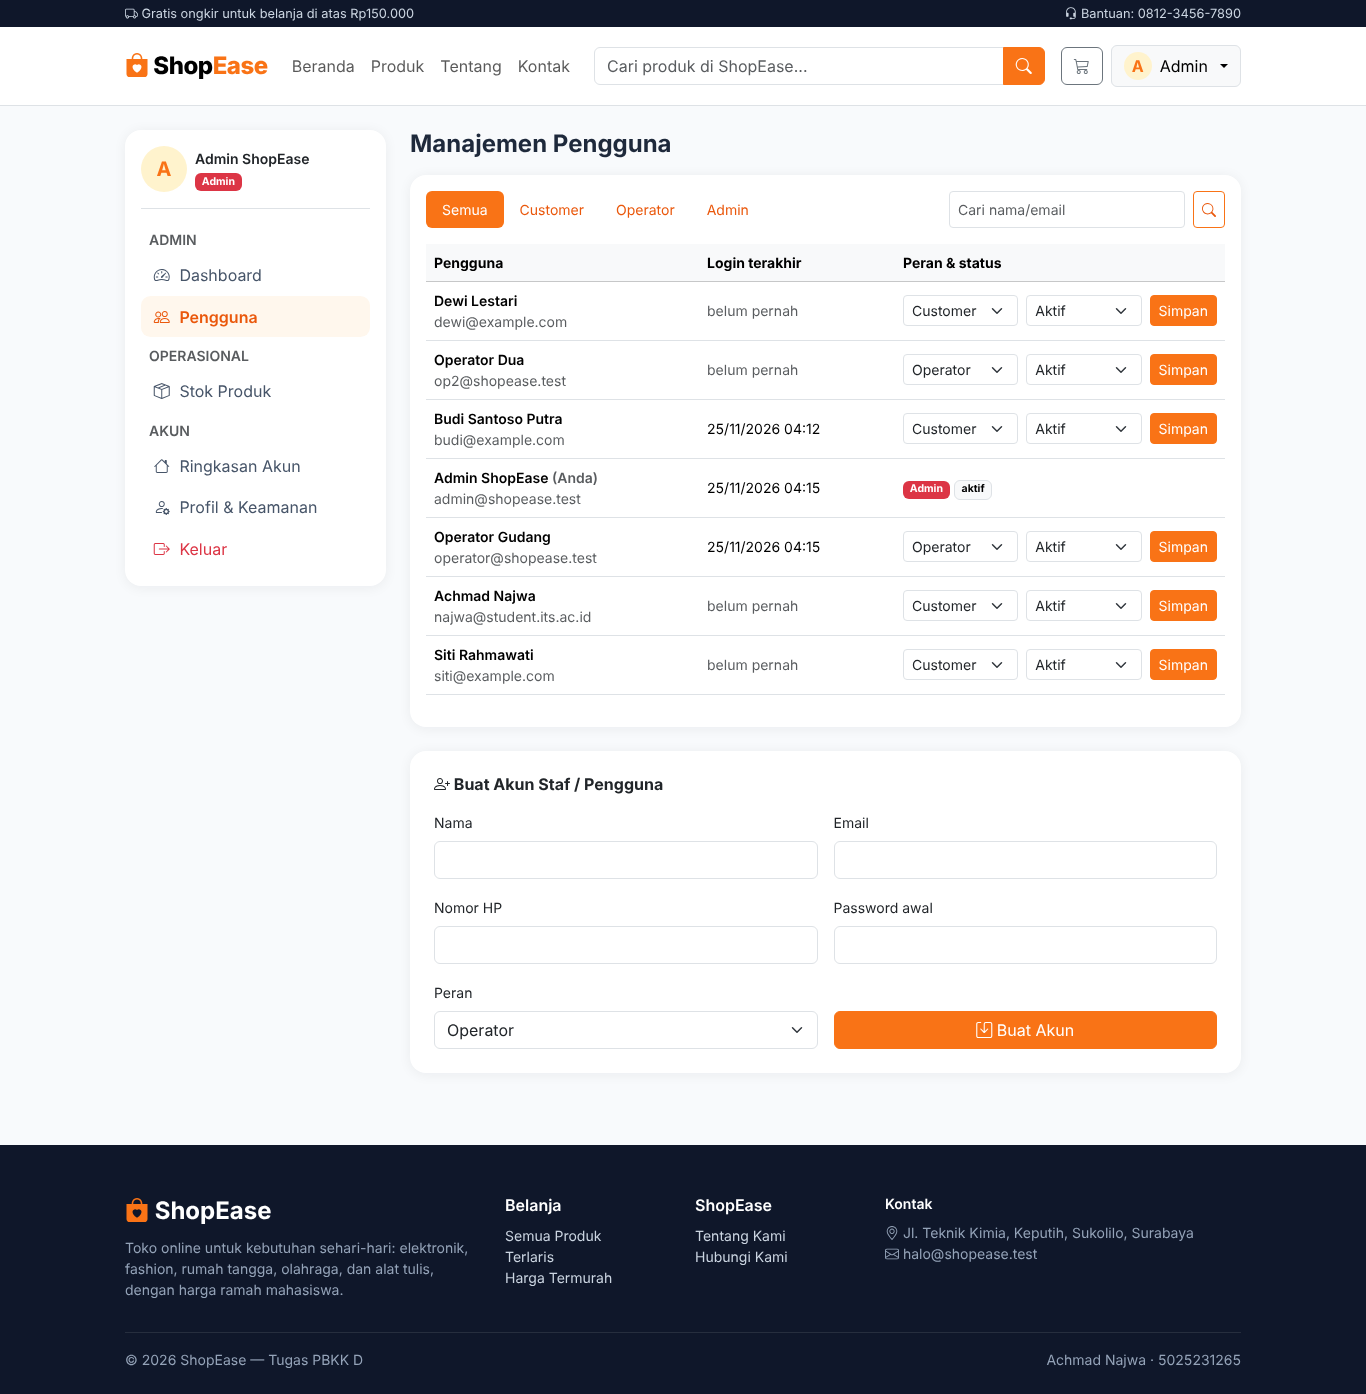 Gratis ongkir untuk belanja di atas Rp150.000
Bantuan: 0812-3456-7890
ShopEase
Beranda
Produk
Tentang
Kontak
Cari produk di ShopEase...
A
Admin
A
Admin ShopEase
Admin
ADMIN
Dashboard
Pengguna
OPERASIONAL
Stok Produk
AKUN
Ringkasan Akun
Profil & Keamanan
Keluar
Manajemen Pengguna
Semua
Customer
Operator
Admin
Cari nama/email
Pengguna
Login terakhir
Peran & status
Dewi Lestari
dewi@example.com
belum pernah
Customer
Aktif
Simpan
Operator Dua
op2@shopease.test
belum pernah
Operator
Aktif
Simpan
Budi Santoso Putra
budi@example.com
25/11/2026 04:12
Customer
Aktif
Simpan
Admin ShopEase (Anda)
admin@shopease.test
25/11/2026 04:15
Admin
aktif
Operator Gudang
operator@shopease.test
25/11/2026 04:15
Operator
Aktif
Simpan
Achmad Najwa
najwa@student.its.ac.id
belum pernah
Customer
Aktif
Simpan
Siti Rahmawati
siti@example.com
belum pernah
Customer
Aktif
Simpan
Buat Akun Staf / Pengguna
Nama
Email
Nomor HP
Password awal
Peran
Operator
Buat Akun
ShopEase
Toko online untuk kebutuhan sehari-hari: elektronik,
fashion, rumah tangga, olahraga, dan alat tulis,
dengan harga ramah mahasiswa.
Belanja
Semua Produk
Terlaris
Harga Termurah
ShopEase
Tentang Kami
Hubungi Kami
Kontak
Jl. Teknik Kimia, Keputih, Sukolilo, Surabaya
halo@shopease.test
© 2026 ShopEase — Tugas PBKK D
Achmad Najwa · 5025231265